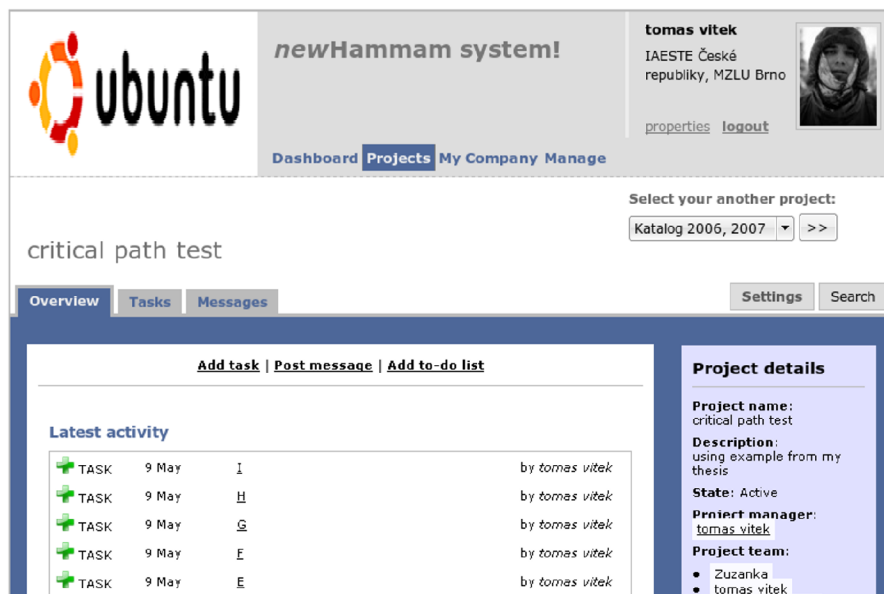 ubuntu
newHammam system!
tomas vitek
IAESTE České
republiky, MZLU Brno
properties logout
Dashboard Projects My Company Manage
Select your another project:
Katalog 2006, 2007 >>
critical path test
Overview Tasks Messages Settings Search
Add task | Post message | Add to-do list
Latest activity
TASK 9 May I by tomas vitek
TASK 9 May H by tomas vitek
TASK 9 May G by tomas vitek
TASK 9 May F by tomas vitek
TASK 9 May E by tomas vitek
Project details
Project name:
critical path test
Description:
using example from my
thesis
State: Active
Project manager:
tomas vitek
Project team:
• Zuzanka
• tomas vitek